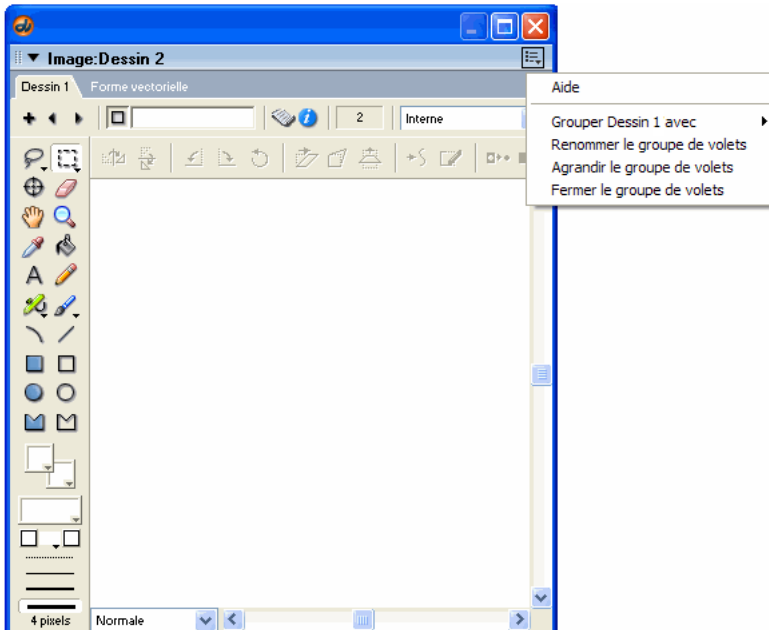 Image:Dessin 2
Dessin 1 Forme vectorielle
2 Interne
Aide
Grouper Dessin 1 avec
Renommer le groupe de volets
Agrandir le groupe de volets
Fermer le groupe de volets
A
4 pixels Normale